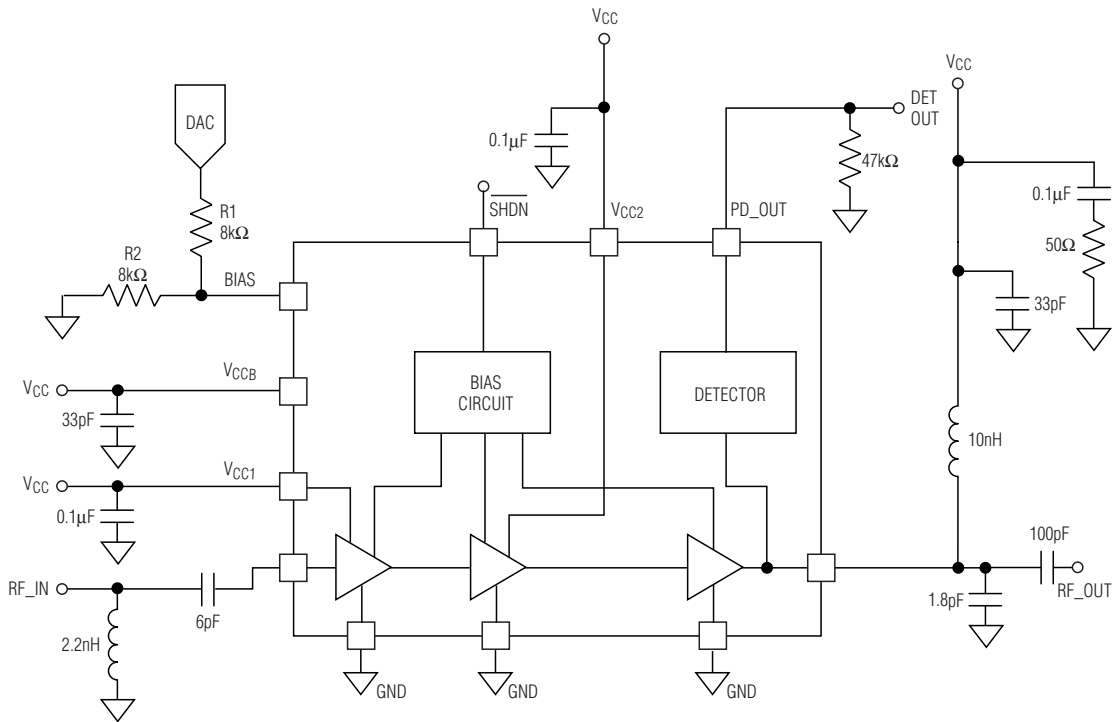 VCC
VCC
DAC
DET
OUT
0.1µF
47kΩ
0.1µF
SHDN
VCC2
PD_OUT
R1
8kΩ
50Ω
R2
8kΩ
BIAS
33pF
BIAS
CIRCUIT
DETECTOR
VCC
VCCB
33pF
10nH
VCC
VCC1
0.1µF
100pF
RF_IN
6pF
1.8pF
RF_OUT
2.2nH
GND
GND
GND